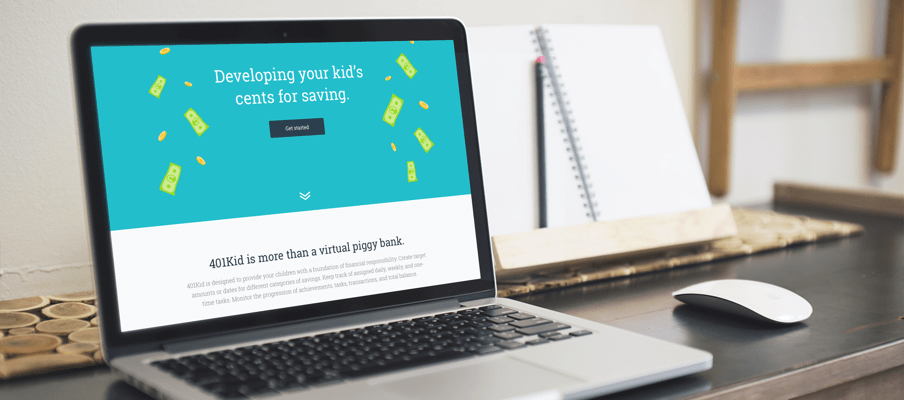 Developing your kid's
cents for saving.
Get started
401Kid is more than a virtual piggy bank.
401Kid is designed to provide your children with a foundation of financial responsibility. Create target
amounts or dates for different categories of savings. Keep track of assigned daily, weekly, and one-
time tasks. Monitor the progression of achievements, tasks, transactions, and total balance.